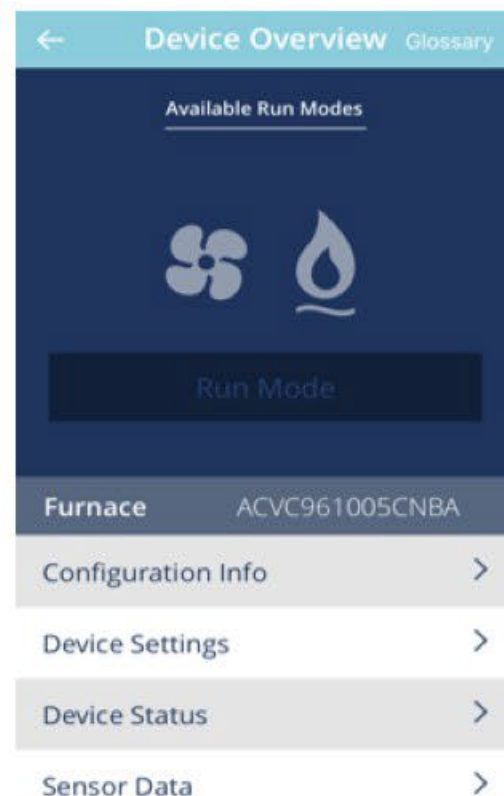 Device Overview Glossary
Available Run Modes
Run Mode
Furnace ACVC961005CNBA
Configuration Info
Device Settings
Device Status
Sensor Data